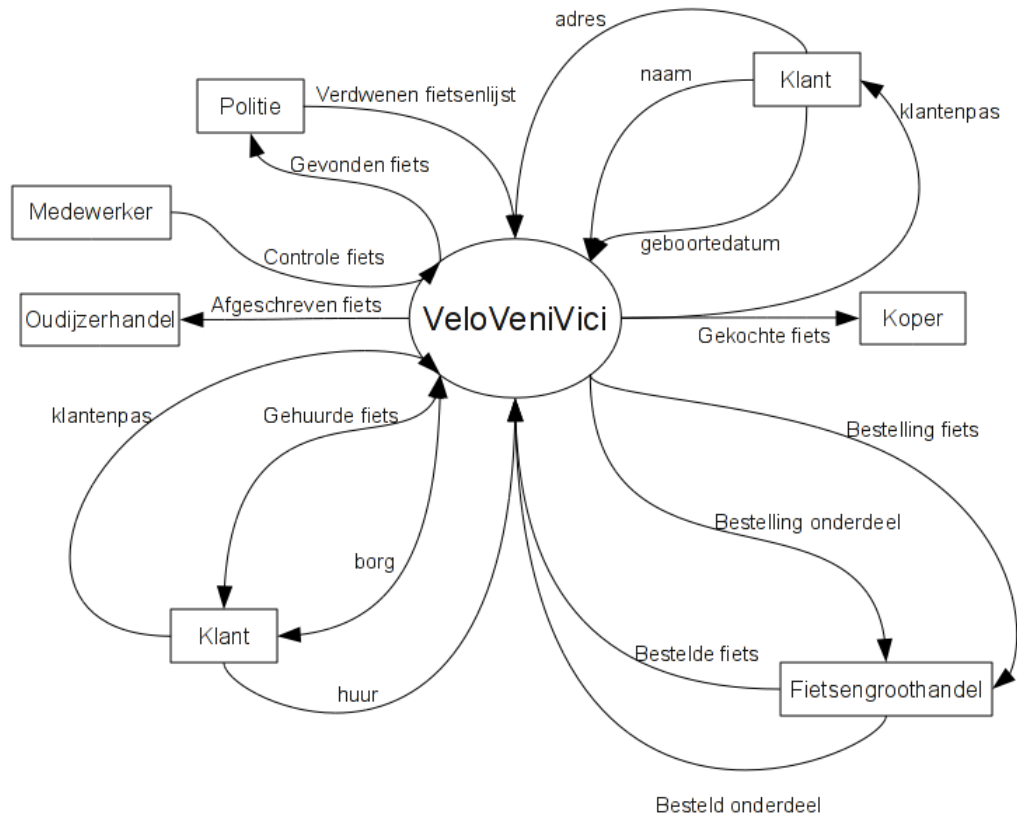 adres
naam
Klant
Verdwenen fietsenlijst
Politie
klantenpas
Gevonden fiets
Medewerker
geboortedatum
Controle fiets
Afgeschreven fiets
Oudijzerhandel
VeloVeniVici
Koper
Gekochte fiets
klantenpas
Gehuurde fiets
Bestelling fiets
Bestelling onderdeel
borg
Klant
Bestelde fiets
huur
Fietsengroothandel
Besteld onderdeel